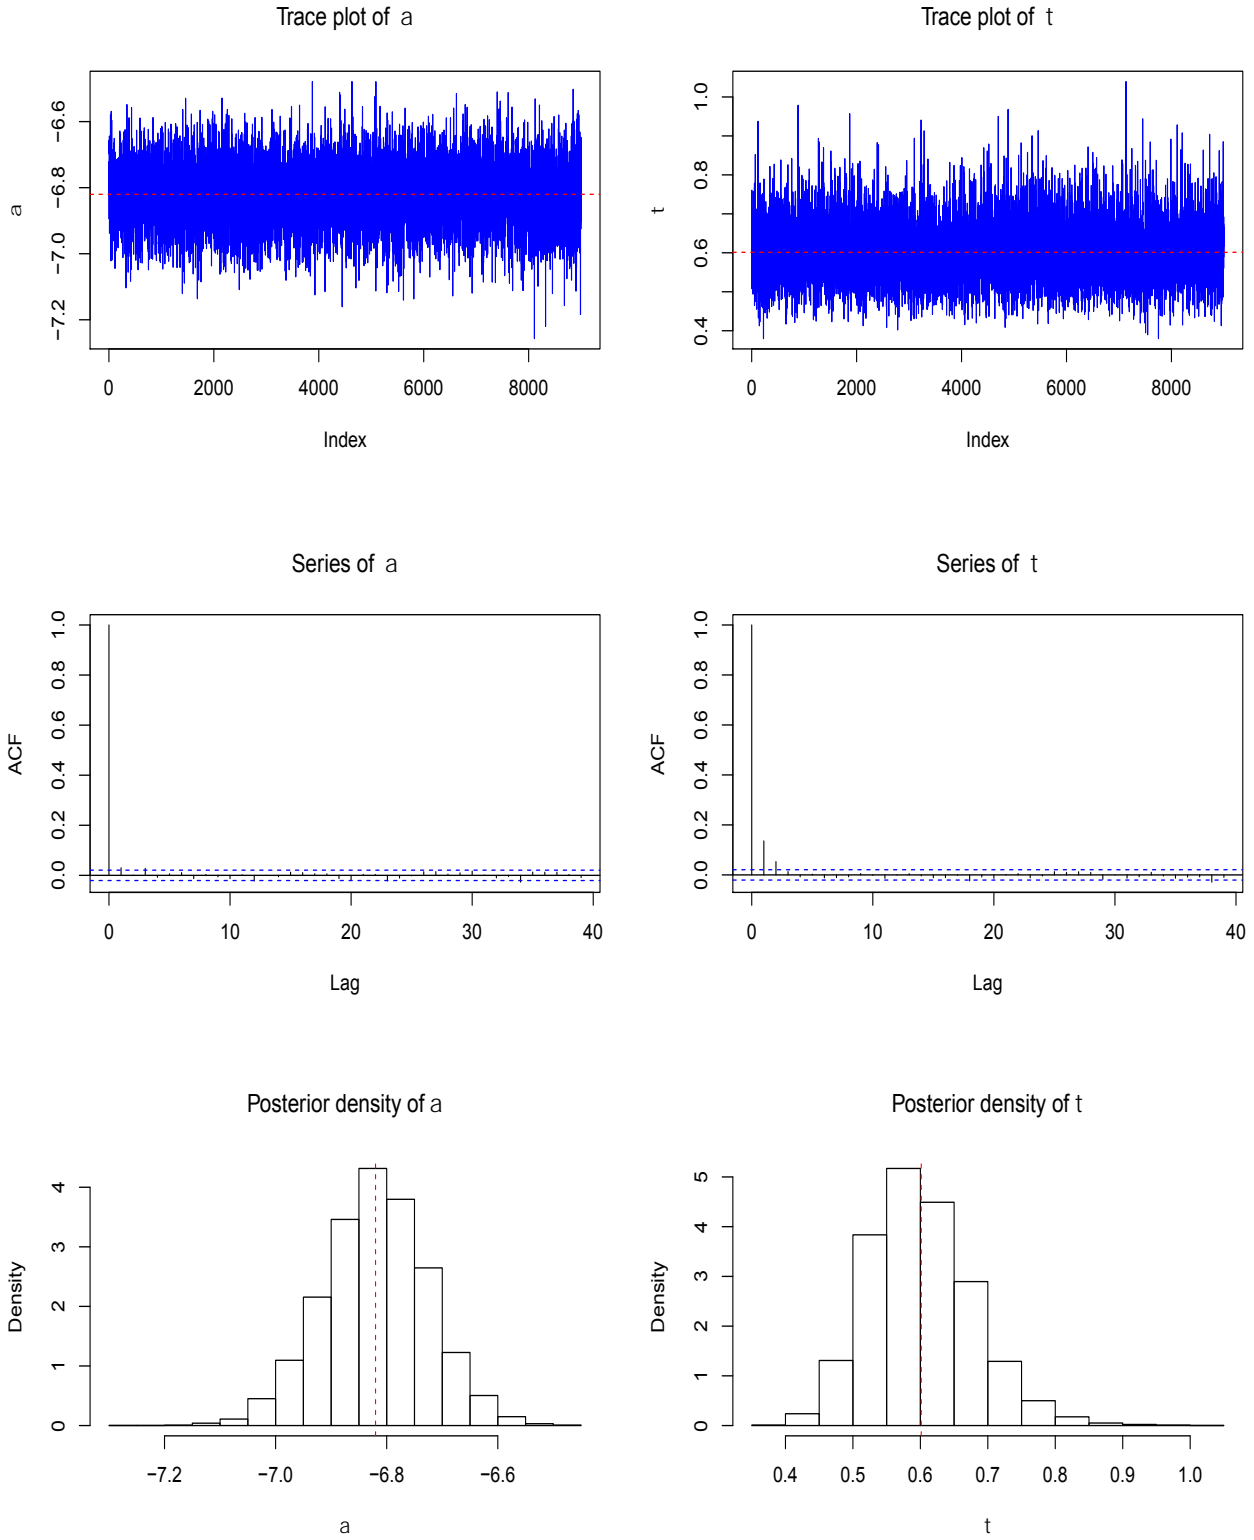 Trace plot of a
Trace plot of t
a
−7.2 −7.0 −6.8 −6.6
0 2000 4000 6000 8000
Index
t
0.4 0.6 0.8 1.0
0 2000 4000 6000 8000
Index
Series of a
Series of t
ACF
0.0 0.2 0.4 0.6 0.8 1.0
0 10 20 30 40
Lag
ACF
0.0 0.2 0.4 0.6 0.8 1.0
0 10 20 30 40
Lag
Posterior density of a
Posterior density of t
Density
0 1 2 3 4
−7.2 −7.0 −6.8 −6.6
a
Density
0 1 2 3 4 5
0.4 0.5 0.6 0.7 0.8 0.9 1.0
t